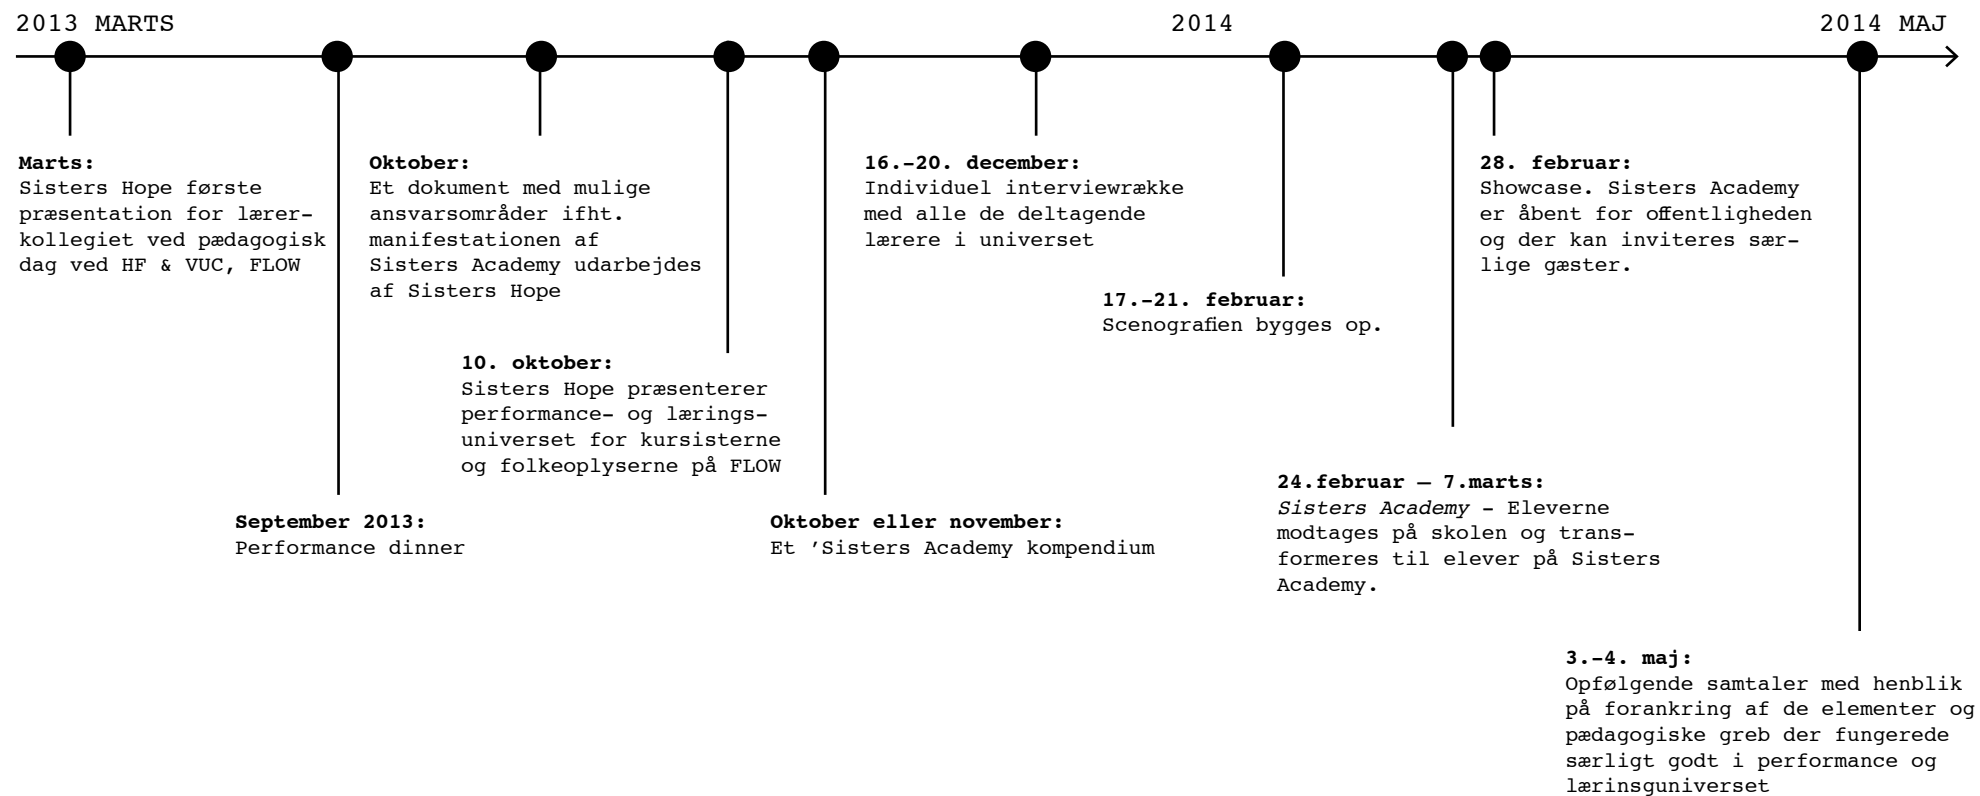 2013 MARTS
2014
2014 MAJ
Marts:
Sisters Hope første
præsentation for lærer-
kollegiet ved pædagogisk
dag ved HF & VUC, FLOW
September 2013:
Performance dinner
Oktober:
Et dokument med mulige
ansvarsområder ifht.
manifestationen af
Sisters Academy udarbejdes
af Sisters Hope
10. oktober:
Sisters Hope præsenterer
performance- og lærings-
universet for kursisterne
og folkeoplyserne på FLOW
Oktober eller november:
Et ’Sisters Academy kompendium
16.-20. december:
Individuel interviewrække
med alle de deltagende
lærere i universet
17.-21. februar:
Scenografien bygges op.
24.februar – 7.marts:
Sisters Academy - Eleverne
modtages på skolen og trans-
formeres til elever på Sisters
Academy.
28. februar:
Showcase. Sisters Academy
er åbent for offentligheden
og der kan inviteres sær-
lige gæster.
3.-4. maj:
Opfølgende samtaler med henblik
på forankring af de elementer og
pædagogiske greb der fungerede
særligt godt i performance og
læringsuniverset